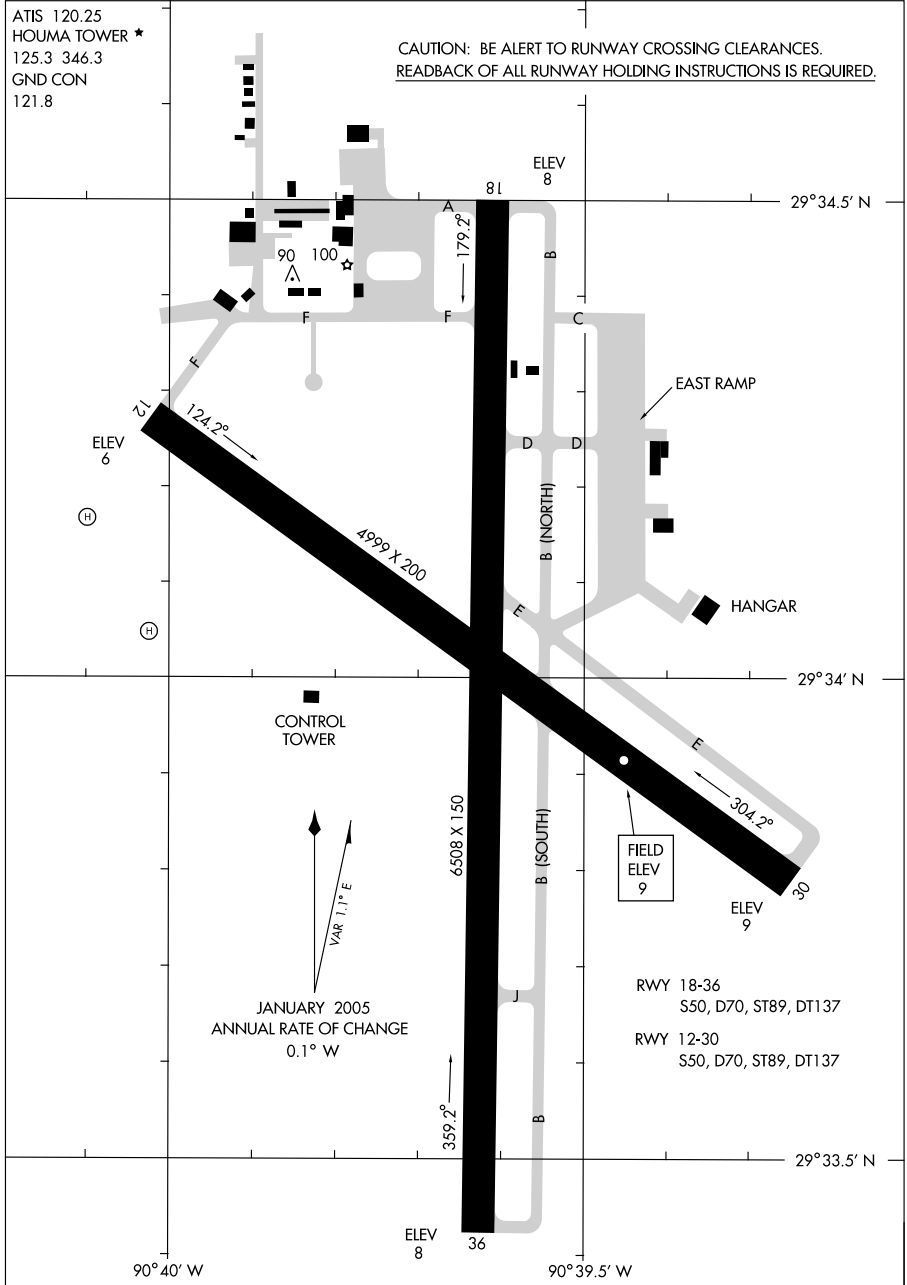 ATIS 120.25
HOUMA TOWER ★
125.3 346.3
GND CON
121.8
CAUTION: BE ALERT TO RUNWAY CROSSING CLEARANCES.
READBACK OF ALL RUNWAY HOLDING INSTRUCTIONS IS REQUIRED.
ELEV
8
18
29°34.5' N
A
179.2°
B
90
100
F
F
C
F
EAST RAMP
12
124.2°
ELEV
6
D
D
H
4999 X 200
B (NORTH)
E
HANGAR
H
29°34' N
CONTROL
TOWER
E
304.2°
6508 X 150
B (SOUTH)
FIELD
ELEV
9
30
ELEV
9
VAR 1.1° E
JANUARY 2005
ANNUAL RATE OF CHANGE
0.1° W
J
RWY 18-36
S50, D70, ST89, DT137
RWY 12-30
S50, D70, ST89, DT137
359.2°
B
29°33.5' N
ELEV
8
36
90°40' W
90°39.5' W